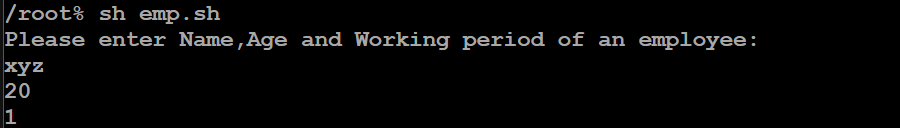 /root% sh emp.sh
Please enter Name,Age and Working period of an employee:
xyz
20
1